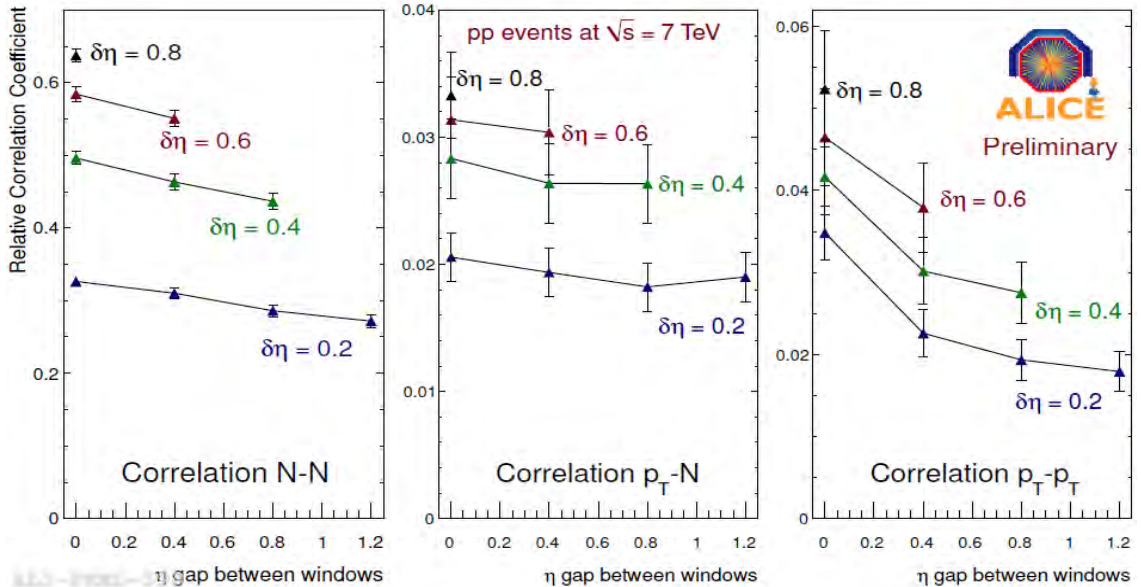 Relative Correlation Coefficient
0.6
0.4
0.2
0
δη = 0.8
δη = 0.6
δη = 0.4
δη = 0.2
Correlation N-N
0 0.2 0.4 0.6 0.8 1 1.2
η gap between windows
0.04
0.03
0.02
0.01
0
pp events at √s = 7 TeV
δη = 0.8
δη = 0.6
δη = 0.4
δη = 0.2
Correlation p_T-N
0 0.2 0.4 0.6 0.8 1 1.2
η gap between windows
0.06
0.04
0.02
0
ALICE
Preliminary
δη = 0.8
δη = 0.6
δη = 0.4
δη = 0.2
Correlation p_T-p_T
0 0.2 0.4 0.6 0.8 1 1.2
η gap between windows